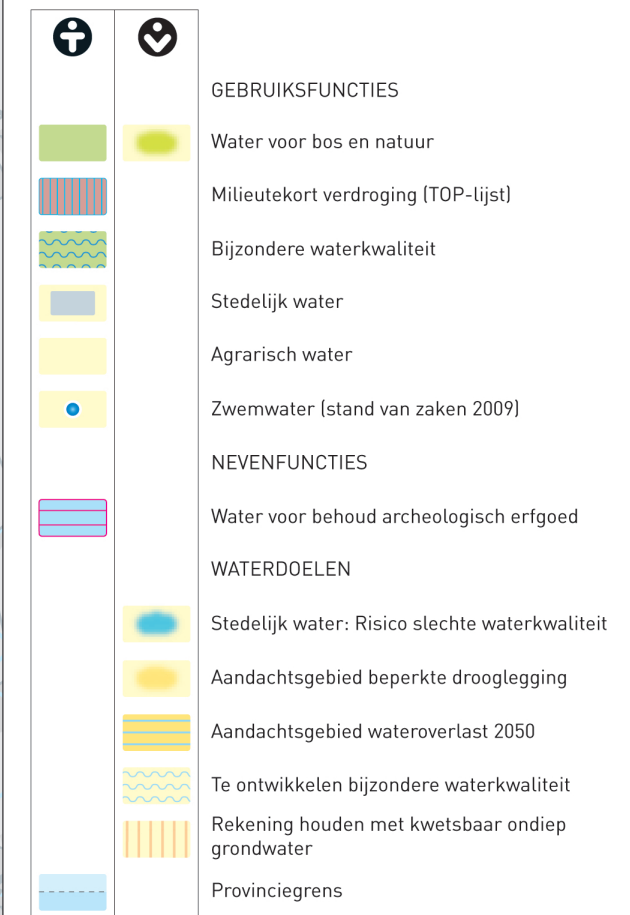 GEBRUIKSFUNCTIES
Water voor bos en natuur
Milieutekort verdroging (TOP-lijst)
Bijzondere waterkwaliteit
Stedelijk water
Agrarisch water
Zwemwater (stand van zaken 2009)
NEVENFUNCTIES
Water voor behoud archeologisch erfgoed
WATERDOELEN
Stedelijk water: Risico slechte waterkwaliteit
Aandachtsgebied beperkte drooglegging
Aandachtsgebied wateroverlast 2050
Te ontwikkelen bijzondere waterkwaliteit
Rekening houden met kwetsbaar ondiep
grondwater
Provinciegrens